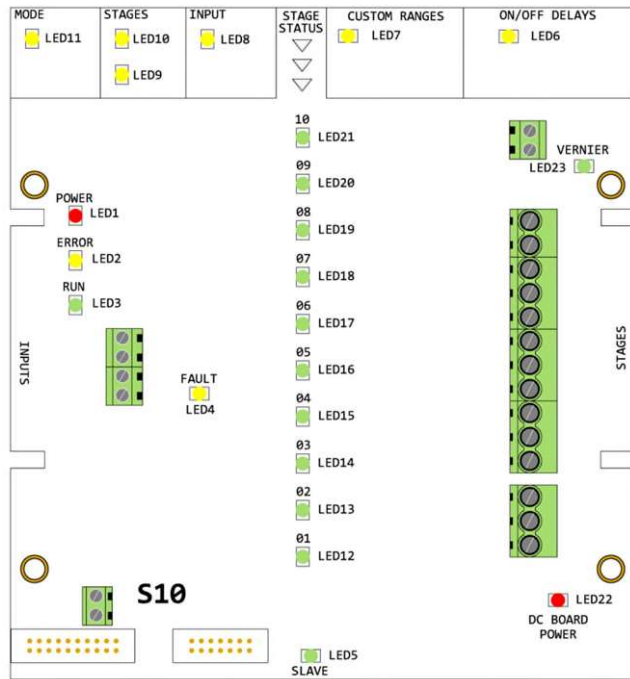 MODE
STAGES
INPUT
STAGE
STATUS
CUSTOM RANGES
ON/OFF DELAYS
LED11
LED10
LED8
LED7
LED6
LED9
10
LED21
VERNIER
LED23
09
LED20
POWER
LED1
08
LED19
ERROR
LED2
07
LED18
RUN
LED3
06
LED17
INPUTS
STAGES
05
LED16
FAULT
LED4
04
LED15
03
LED14
02
LED13
01
LED12
S10
LED22
DC BOARD
POWER
LED5
SLAVE